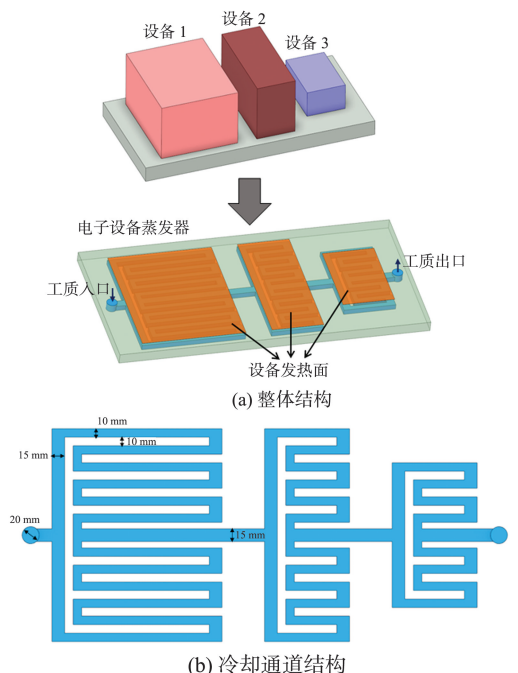 设备 1
设备 2
设备 3
电子设备蒸发器
工质入口
工质出口
设备发热面
(a) 整体结构
10 mm
10 mm
15 mm
20 mm
15 mm
(b) 冷却通道结构